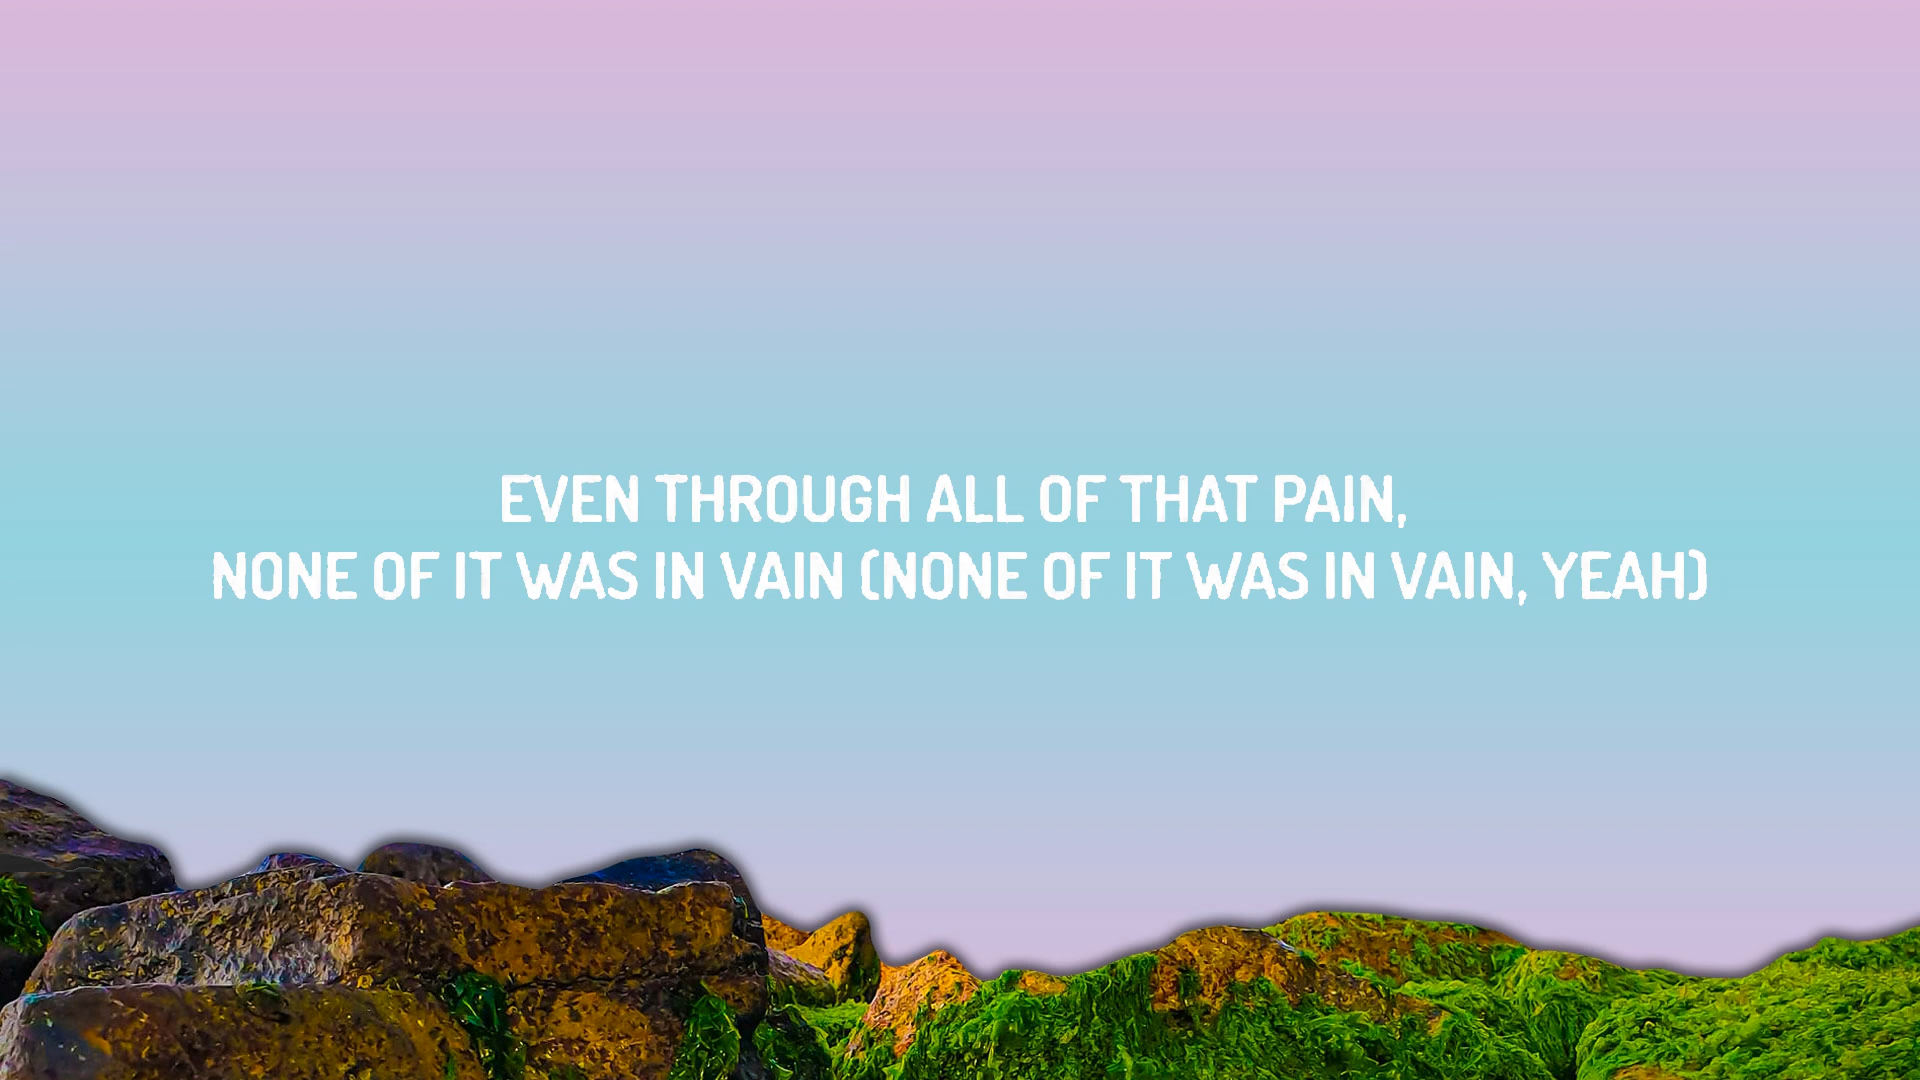 EVEN THROUGH ALL OF THAT PAIN,
NONE OF IT WAS IN VAIN (NONE OF IT WAS IN VAIN, YEAH)